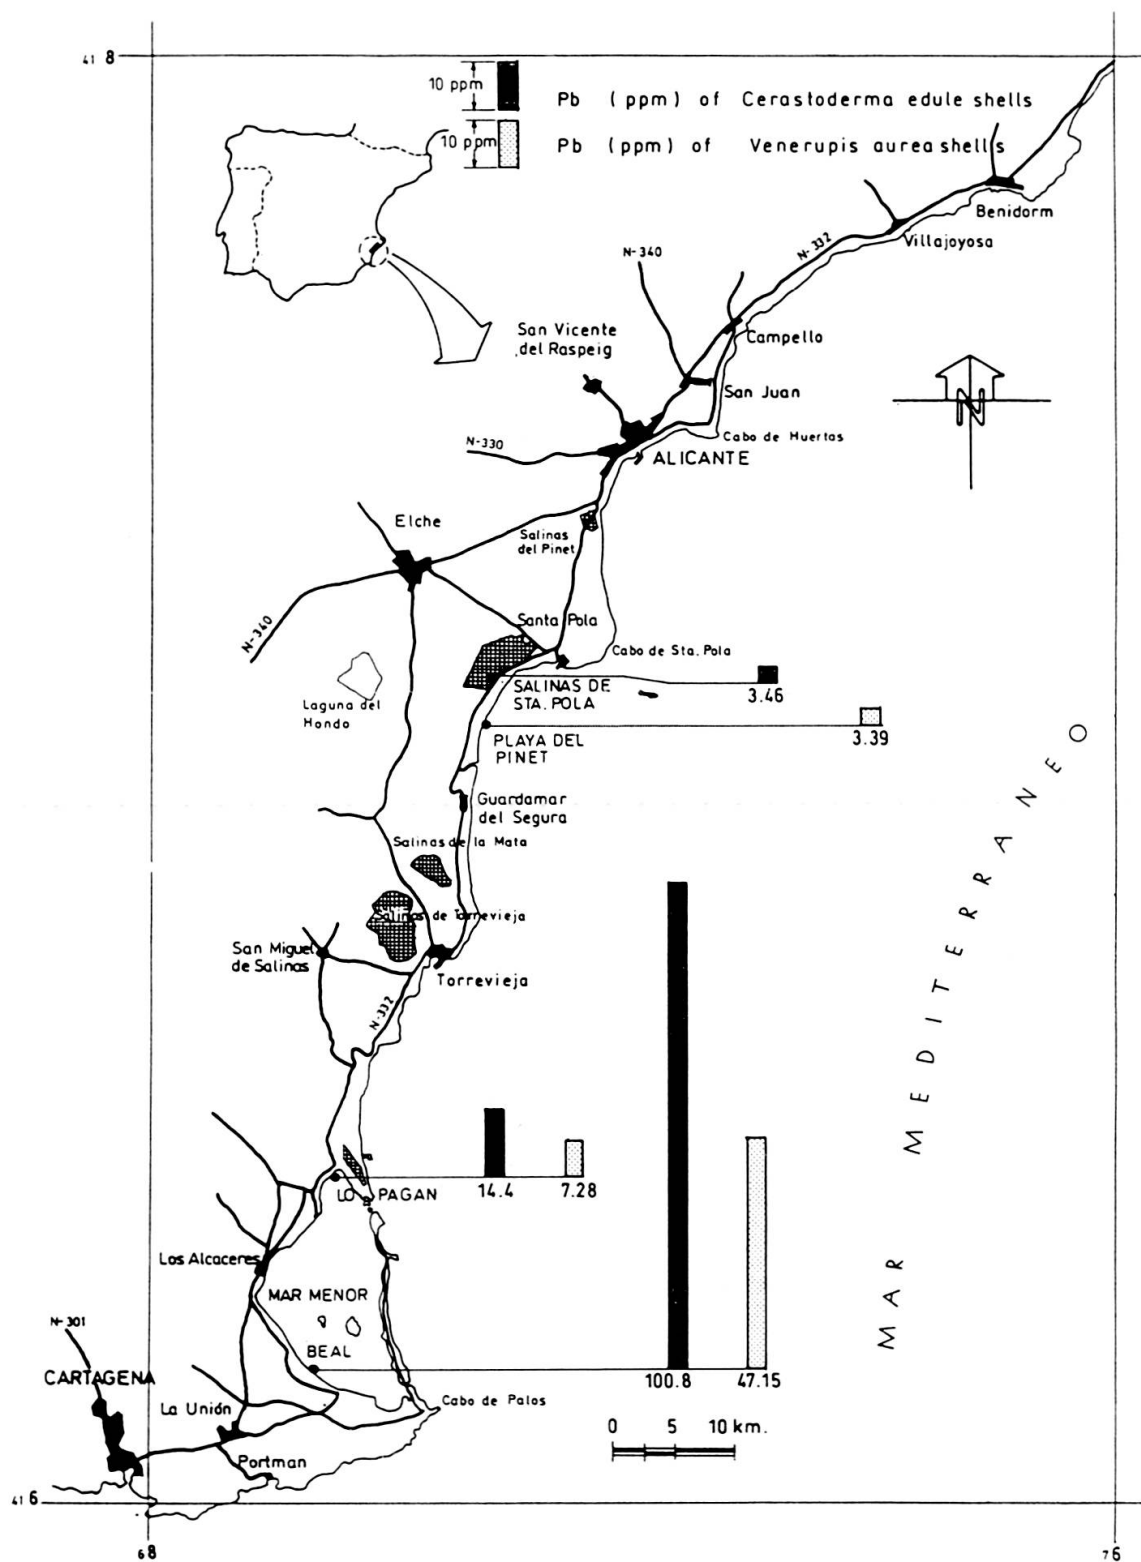 41 8
10 ppm
Pb (ppm) of Cerastoderma edule shells
10 ppm
Pb (ppm) of Venerupis aurea shells
Benidorm
Villajoyosa
N-332
N-340
Campello
San Vicente
del Raspeig
San Juan
N
Cabo de Huertas
N-330
ALICANTE
Elche
Salinas
del Pinet
N-340
Santa Pola
Cabo de Sta. Pola
SALINAS DE
STA. POLA
3.46
Laguna del
Hondo
PLAYA DEL
PINET
3.39
Guardamar
del Segura
Salinas de la Mata
Salinas de Torrevieja
San Miguel
de Salinas
Torrevieja
N-332
MAR MEDITERRANEO
LO PAGAN
14.4
7.28
Los Alcaceres
MAR MENOR
N-301
BEAL
CARTAGENA
100.8
47.15
La Unión
Cabo de Palos
0 5 10 km.
Portman
41 6
68
76